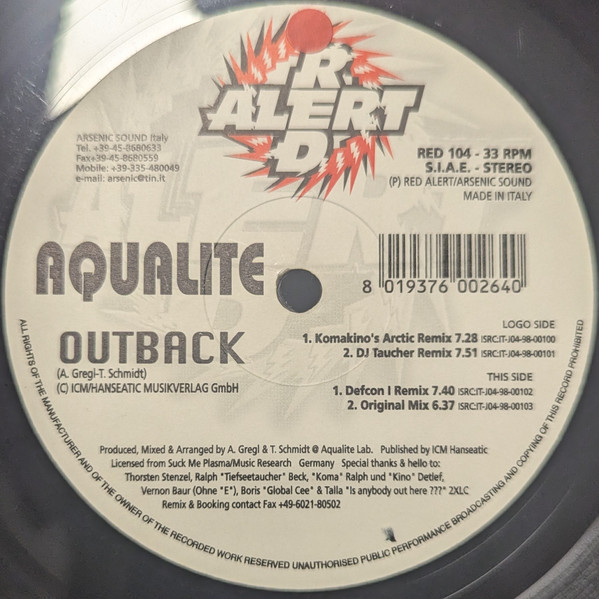 RED
ALERT
ARSENIC SOUND Italy
Tel. +39-45-8680633
Fax+39-45-8680559
Mobile: +39-335-480049
e-mail: arsenic@tin.it
RED 104 - 33 RPM
S.I.A.E. - STEREO
(P) RED ALERT/ARSENIC SOUND
MADE IN ITALY
AQUALITE
8 019376 002640
OUTBACK
(A. Gregl-T. Schmidt)
(C) ICM/HANSEATIC MUSIKVERLAG GmbH
LOGO SIDE
1. Komakino's Arctic Remix 7.28 ISRC:IT-J04-98-00100
2. DJ Taucher Remix 7.51 ISRC:IT-J04-98-00101
THIS SIDE
1. Defcon I Remix 7.40 ISRC:IT-J04-98-00102
2. Original Mix 6.37 ISRC:IT-J04-98-00103
Produced, Mixed & Arranged by A. Gregl & T. Schmidt @ Aqualite Lab. Published by ICM Hanseatic
Licensed from Suck Me Plasma/Music Research Germany Special thanks & hello to:
Thorsten Stenzel, Ralph "Tiefseetaucher" Beck, "Koma" Ralph und "Kino" Detlef,
Vernon Baur (Ohne "E"), Boris "Global Cee" & Talla "Is anybody out here ???" 2XLC
Remix & Booking contact Fax +49-6021-80502
ALL RIGHTS OF THE MANUFACTURER AND OF THE OWNER OF THE RECORDED WORK RESERVED UNAUTHORISED PUBLIC PERFORMANCE BROADCASTING AND COPYING OF THIS RECORD PROHIBITED